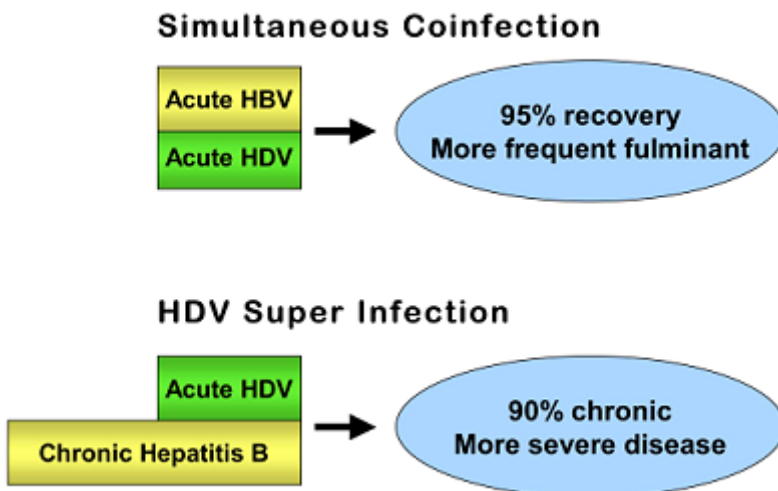 Simultaneous Coinfection
Acute HBV
Acute HDV
95% recovery
More frequent fulminant
HDV Super Infection
Acute HDV
Chronic Hepatitis B
90% chronic
More severe disease